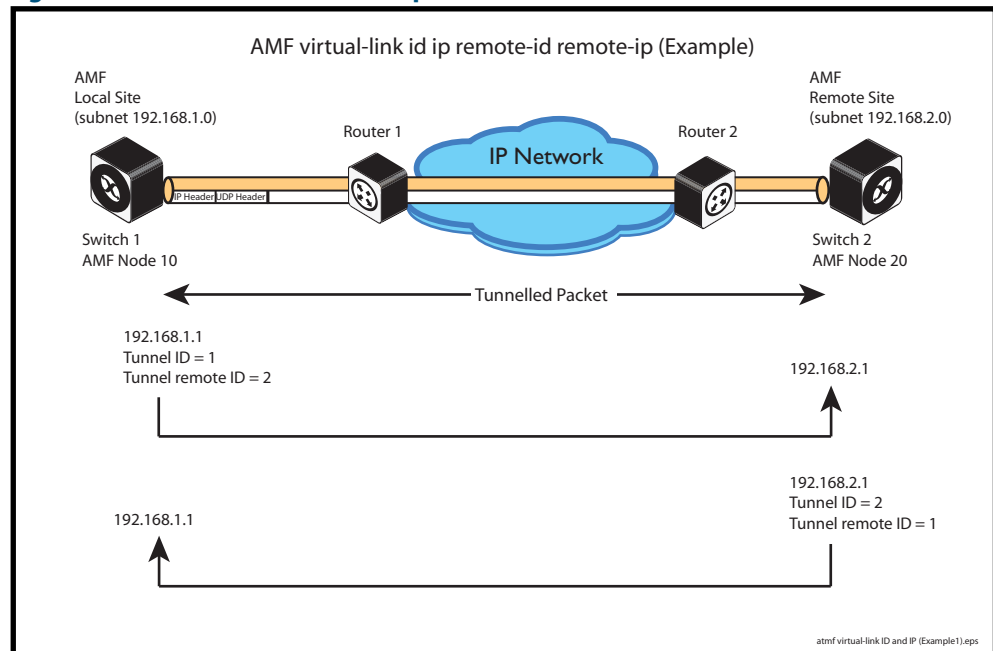 AMF virtual-link id ip remote-id remote-ip (Example)
AMF
Local Site
(subnet 192.168.1.0)
AMF
Remote Site
(subnet 192.168.2.0)
Router 1
Router 2
IP Network
IP Header UDP Header
Switch 1
AMF Node 10
Switch 2
AMF Node 20
Tunnelled Packet
192.168.1.1
Tunnel ID = 1
Tunnel remote ID = 2
192.168.2.1
192.168.2.1
Tunnel ID = 2
Tunnel remote ID = 1
192.168.1.1
atmf virtual-link ID and IP (Example1).eps